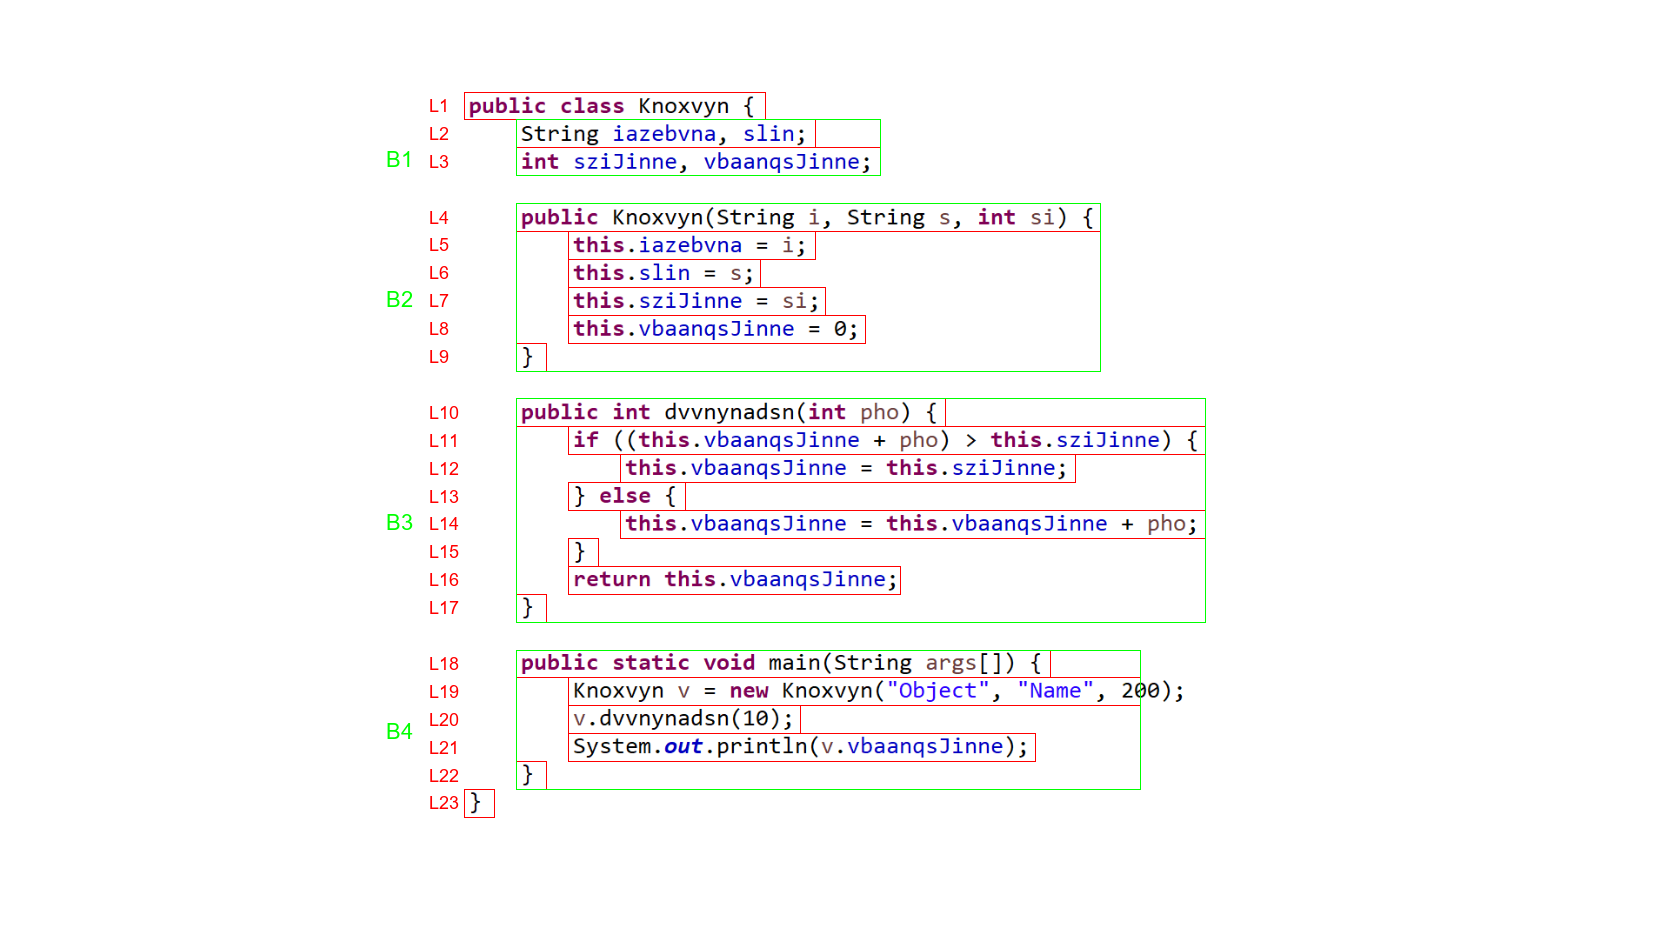 L1 public class Knoxvyn {
L2 String iazebvna, slin;
B1 L3 int sziJinne, vbaanqsJinne;
L4 public Knoxvyn(String i, String s, int si) {
L5 this.iazebvna = i;
L6 this.slin = s;
B2 L7 this.sziJinne = si;
L8 this.vbaanqsJinne = 0;
L9 }
L10 public int dvvnynadsn(int pho) {
L11 if ((this.vbaanqsJinne + pho) > this.sziJinne) {
L12 this.vbaanqsJinne = this.sziJinne;
L13 } else {
B3 L14 this.vbaanqsJinne = this.vbaanqsJinne + pho;
L15 }
L16 return this.vbaanqsJinne;
L17 }
L18 public static void main(String args[]) {
L19 Knoxvyn v = new Knoxvyn("Object", "Name", 200);
L20 v.dvvnynadsn(10);
B4 L21 System.out.println(v.vbaanqsJinne);
L22 }
L23 }